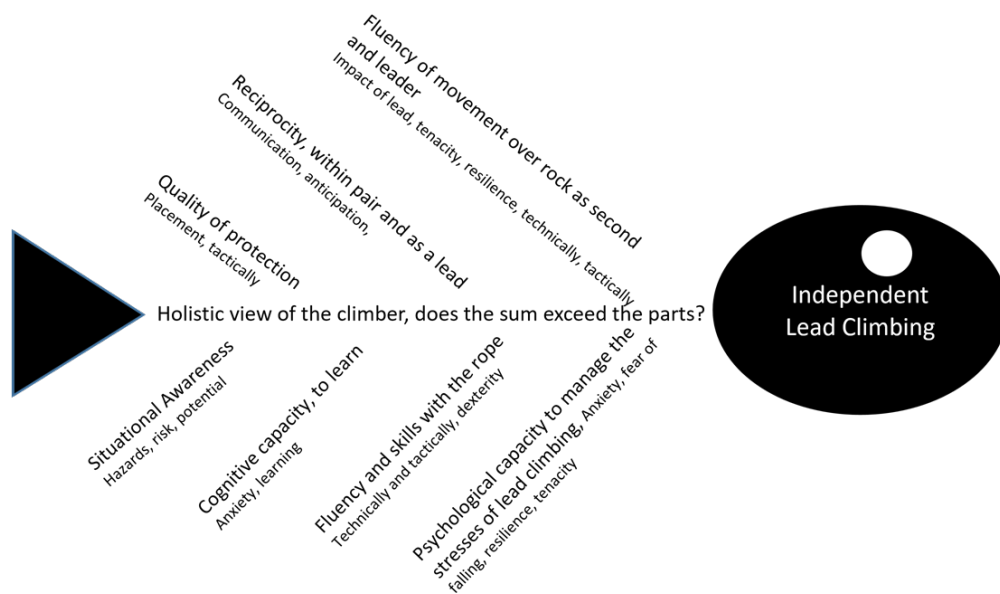 Fluency of movement over rock as second
and leader
Impact of lead, tenacity, resilience, technically, tactically
Reciprocity, within pair and as a lead
Communication, anticipation,
Quality of protection
Placement, tactically
Holistic view of the climber, does the sum exceed the parts?
Independent
Lead Climbing
Situational Awareness
Hazards, risk, potential
Cognitive capacity, to learn
Anxiety, learning
Fluency and skills with the rope
Technically and tactically, dexterity
Psychological capacity to manage the
stresses of lead climbing, Anxiety, fear of
falling, resilience, tenacity